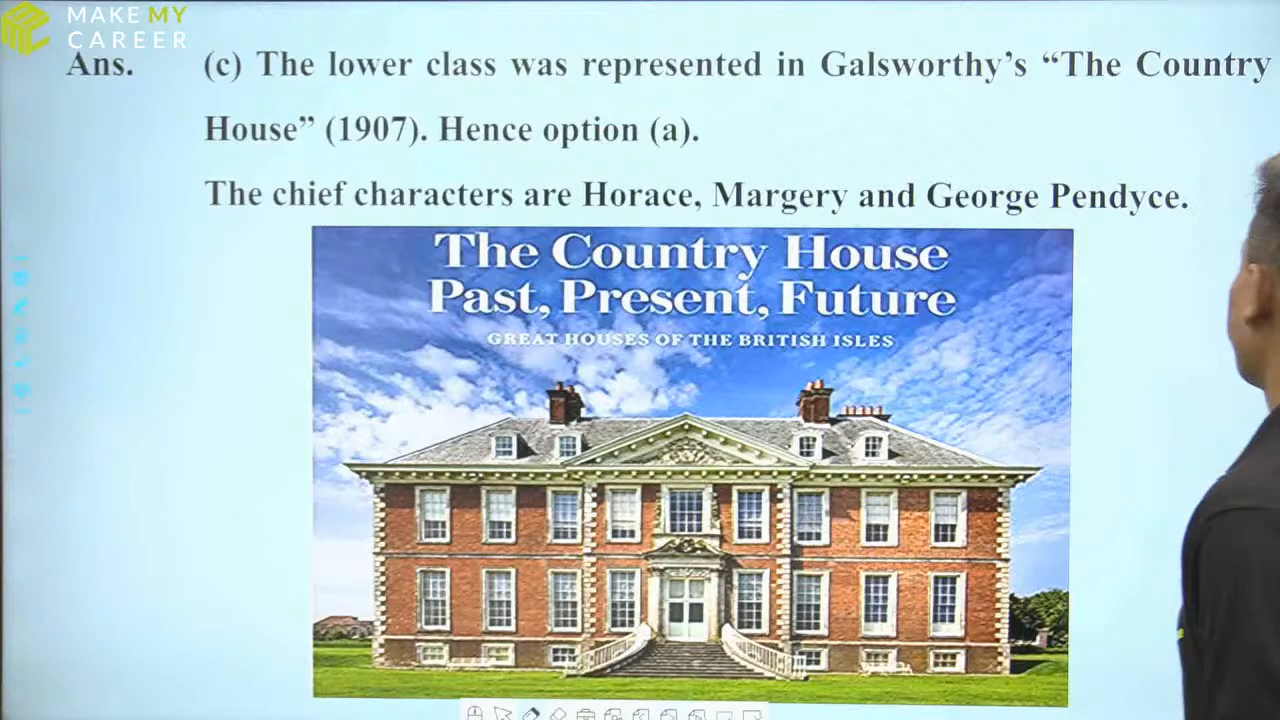 MAKE MY
CAREER
Ans. (c) The lower class was represented in Galsworthy's “The Country
House” (1907). Hence option (a).
The chief characters are Horace, Margery and George Pendyce.
The Country House
Past, Present, Future
GREAT HOUSES OF THE BRITISH ISLES